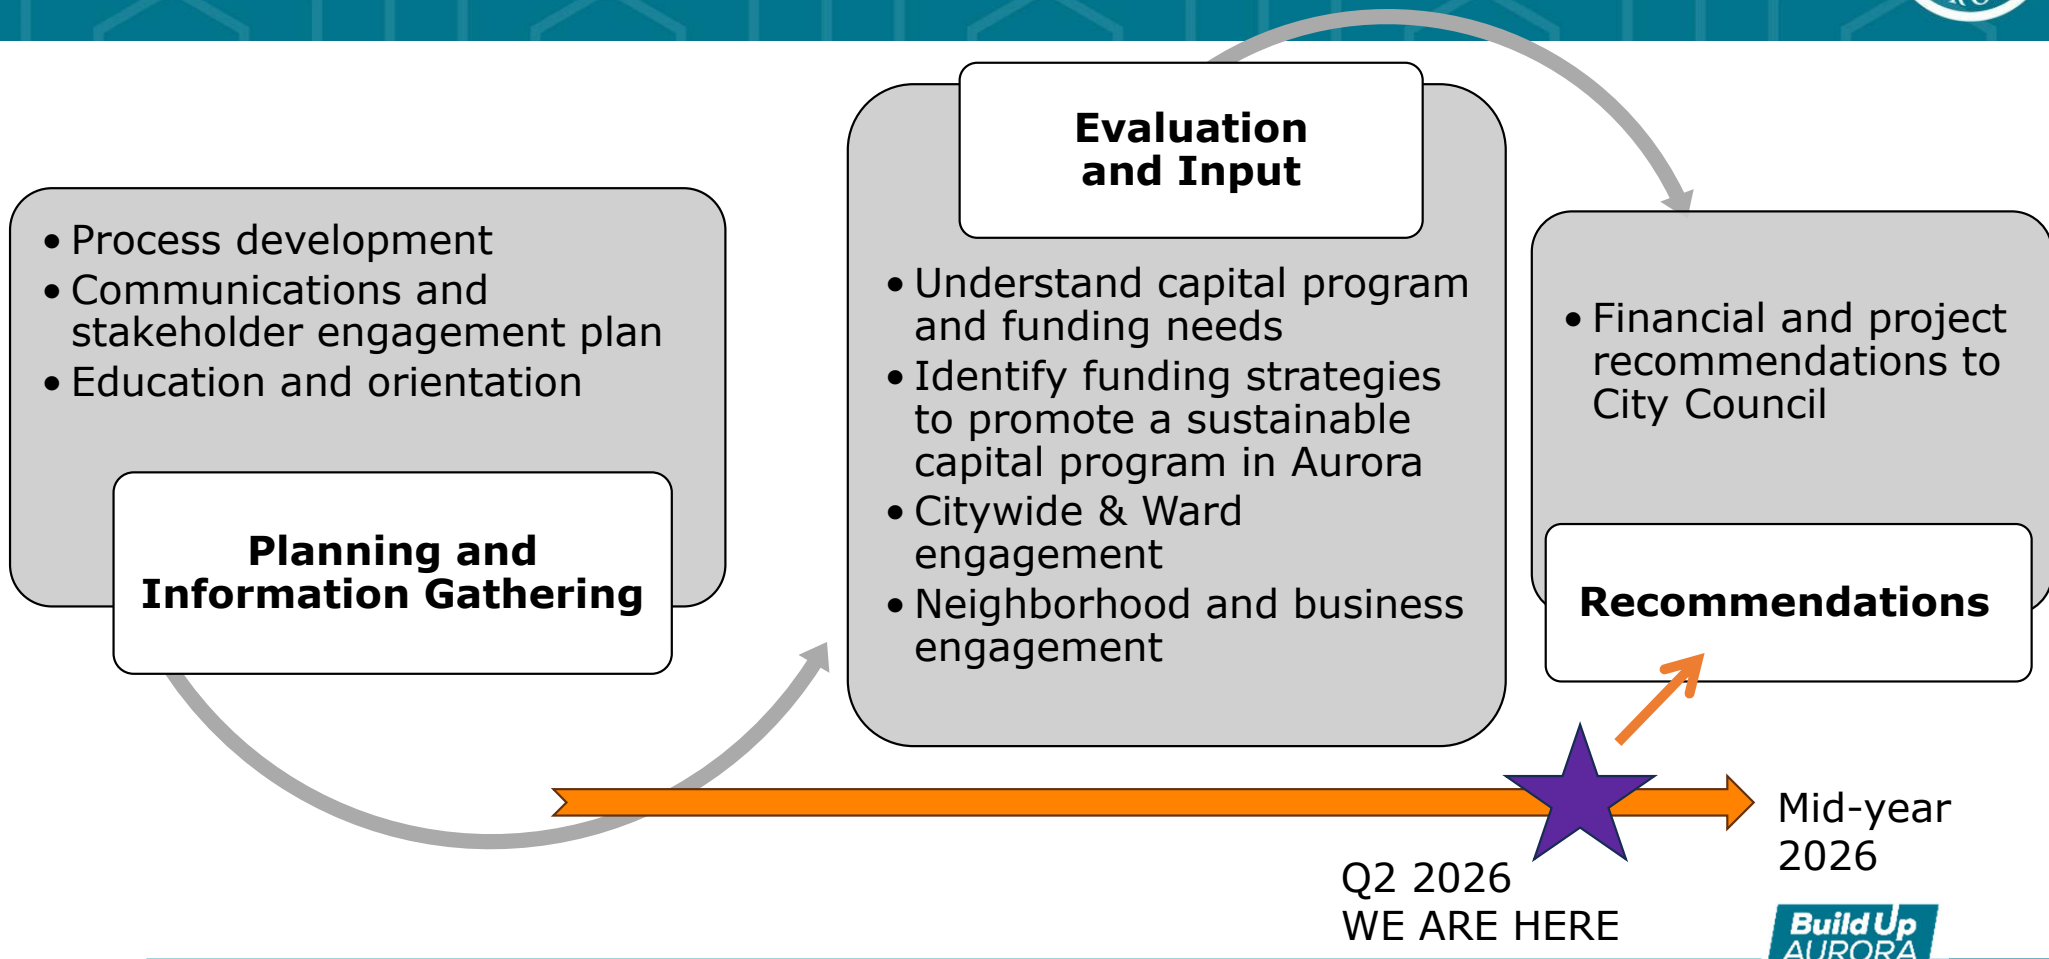 • Process development
• Communications and
stakeholder engagement plan
• Education and orientation
Planning and
Information Gathering
Evaluation
and Input
• Understand capital program
and funding needs
• Identify funding strategies
to promote a sustainable
capital program in Aurora
• Citywide & Ward
engagement
• Neighborhood and business
engagement
• Financial and project
recommendations to
City Council
Recommendations
Mid-year
2026
Q2 2026
WE ARE HERE
Build Up
AURORA